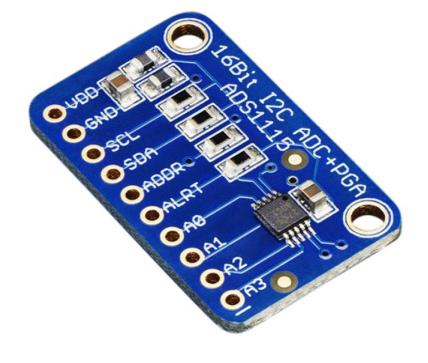 16Bit I2C ADC+PGA
ADS1115
VDD
GND
SCL
SDA
ADDR
ALRT
A0
A1
A2
A3